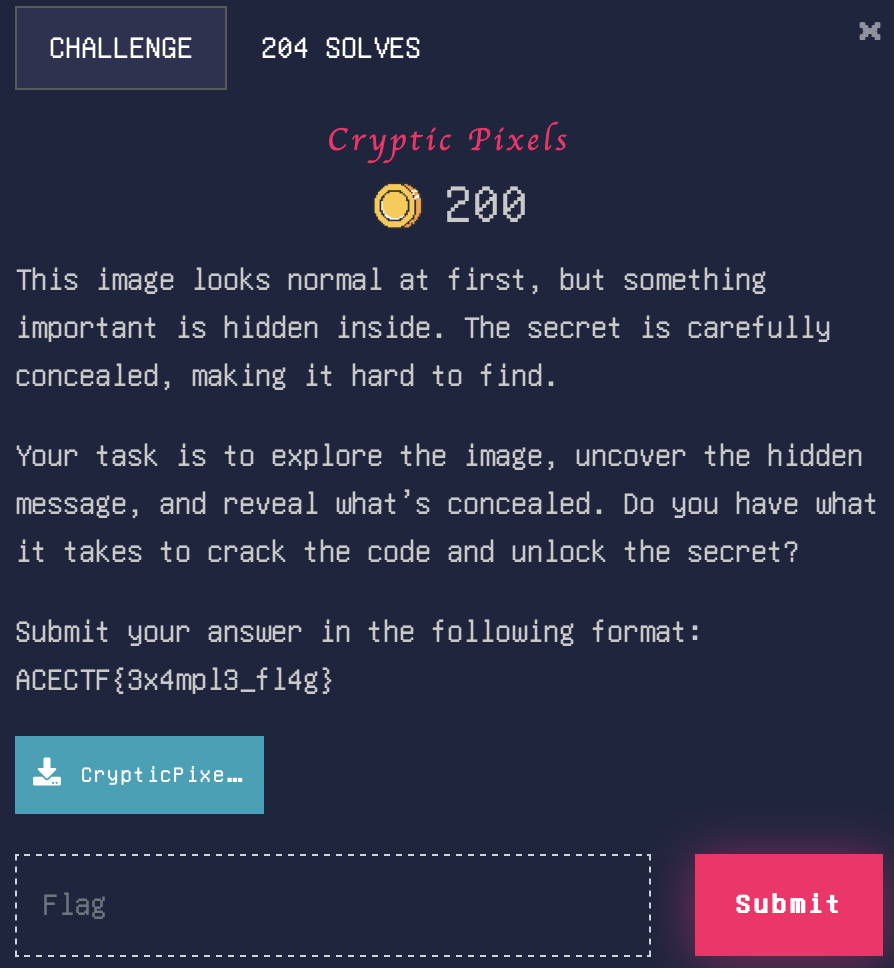 CHALLENGE 204 SOLVES
Cryptic Pixels
200
This image looks normal at first, but something
important is hidden inside. The secret is carefully
concealed, making it hard to find.
Your task is to explore the image, uncover the hidden
message, and reveal what’s concealed. Do you have what
it takes to crack the code and unlock the secret?
Submit your answer in the following format:
ACECTF{3x4mpl3_fl4g}
CrypticPixe…
Flag
Submit